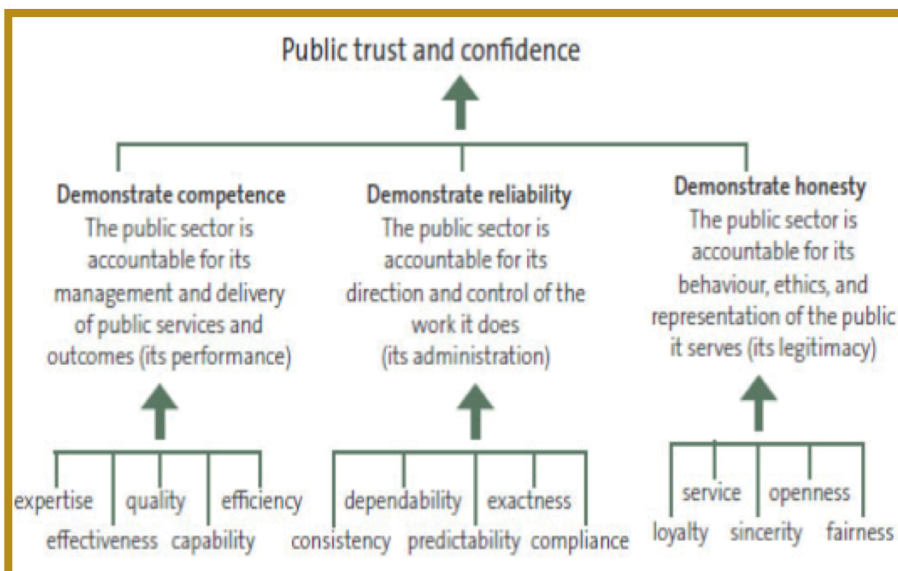 Public trust and confidence
Demonstrate competence
The public sector is
accountable for its
management and delivery
of public services and
outcomes (its performance)
Demonstrate reliability
The public sector is
accountable for its
direction and control of the
work it does
(its administration)
Demonstrate honesty
The public sector is
accountable for its
behaviour, ethics, and
representation of the public
it serves (its legitimacy)
expertise quality efficiency
effectiveness capability
dependability exactness
consistency predictability compliance
service openness
loyalty sincerity fairness